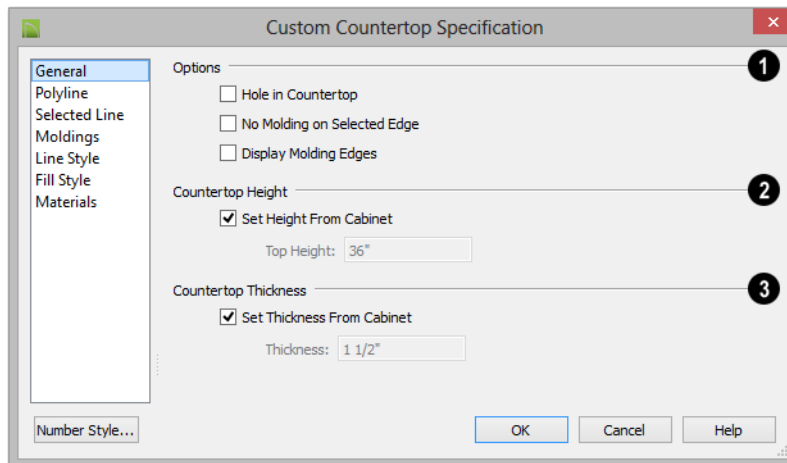 Custom Countertop Specification
General
Polyline
Selected Line
Moldings
Line Style
Fill Style
Materials
Options
1
Hole in Countertop
No Molding on Selected Edge
Display Molding Edges
Countertop Height
2
Set Height From Cabinet
Top Height: 36"
Countertop Thickness
3
Set Thickness From Cabinet
Thickness: 1 1/2"
Number Style... OK Cancel Help